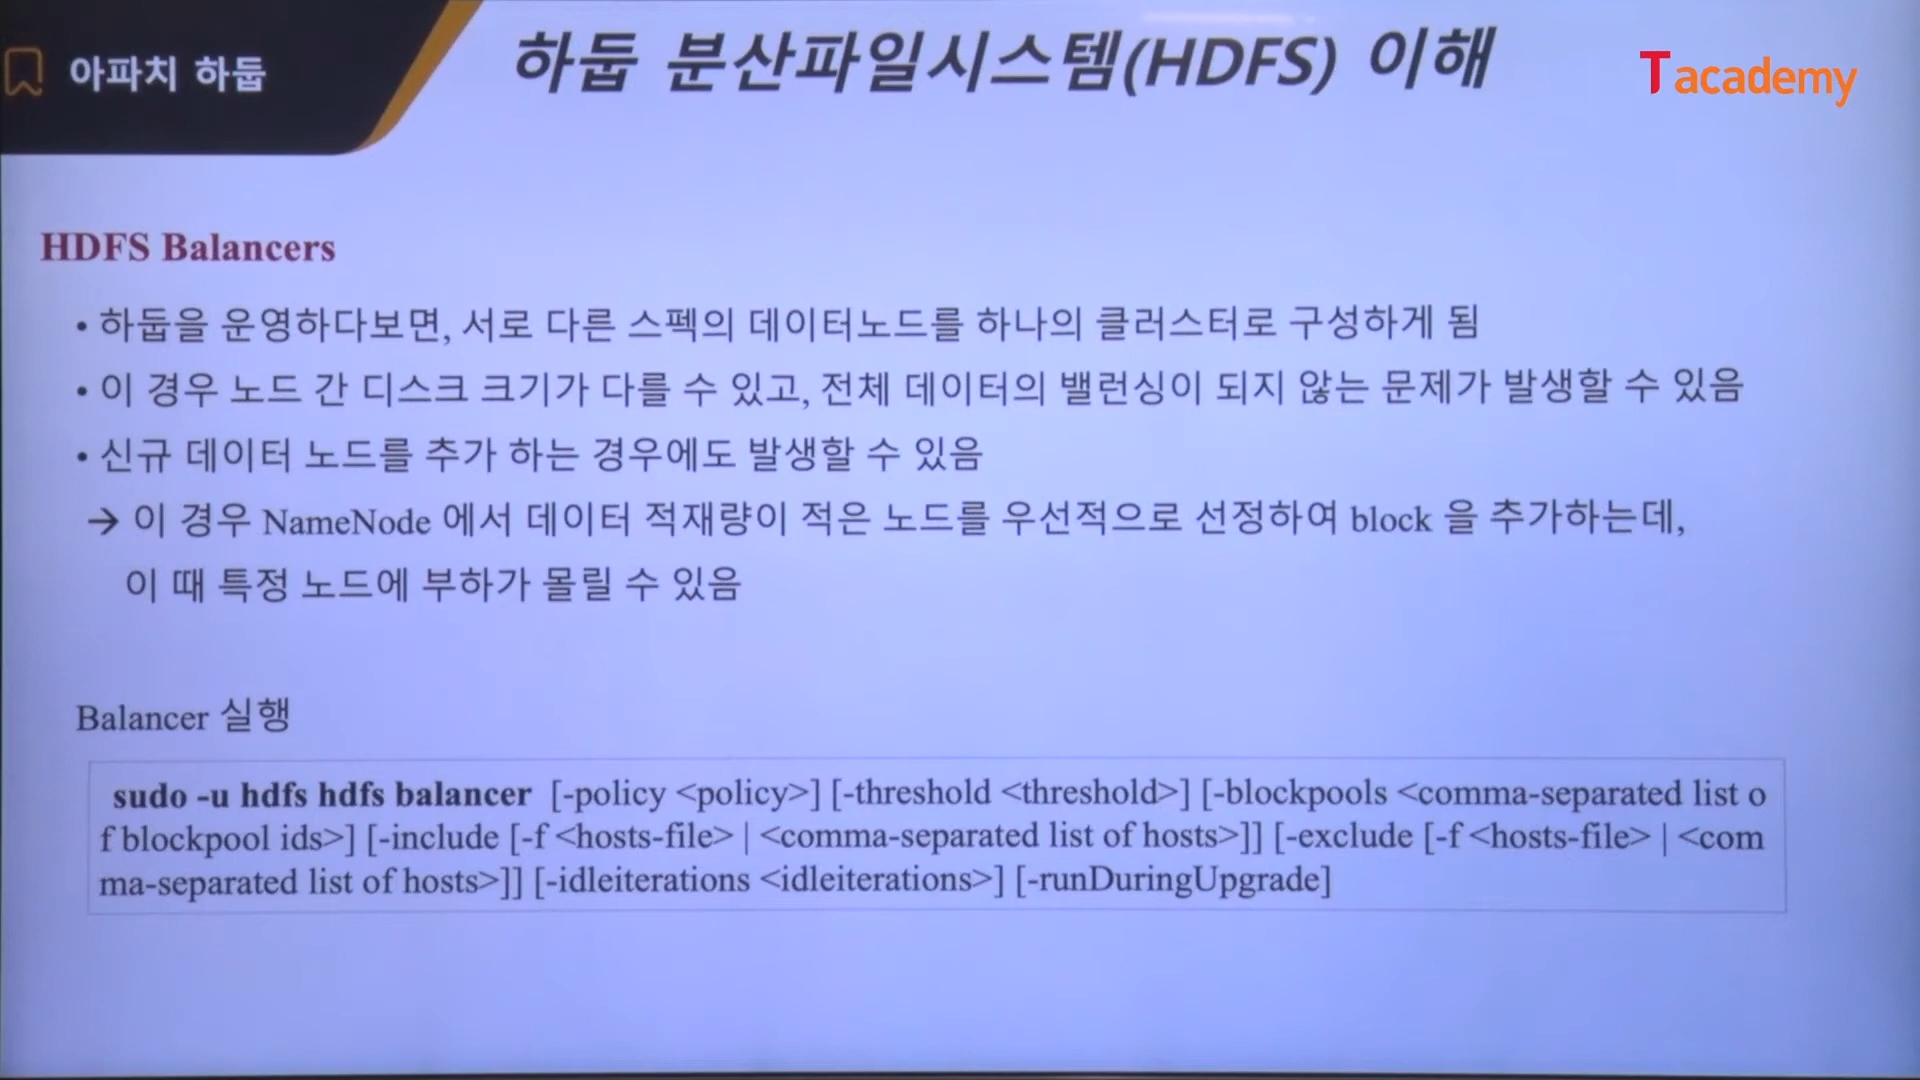 아파치 하둡
하둡 분산파일시스템(HDFS) 이해
Tacademy
HDFS Balancers
• 하둡을 운영하다보면, 서로 다른 스펙의 데이터노드를 하나의 클러스터로 구성하게 됨
• 이 경우 노드 간 디스크 크기가 다를 수 있고, 전체 데이터의 밸런싱이 되지 않는 문제가 발생할 수 있음
• 신규 데이터 노드를 추가 하는 경우에도 발생할 수 있음
→ 이 경우 NameNode 에서 데이터 적재량이 적은 노드를 우선적으로 선정하여 block 을 추가하는데,
이 때 특정 노드에 부하가 몰릴 수 있음
Balancer 실행
sudo -u hdfs hdfs balancer [-policy <policy>] [-threshold <threshold>] [-blockpools <comma-separated list o
f blockpool ids>] [-include [-f <hosts-file> | <comma-separated list of hosts>]] [-exclude [-f <hosts-file> | <com
ma-separated list of hosts>]] [-idleiterations <idleiterations>] [-runDuringUpgrade]